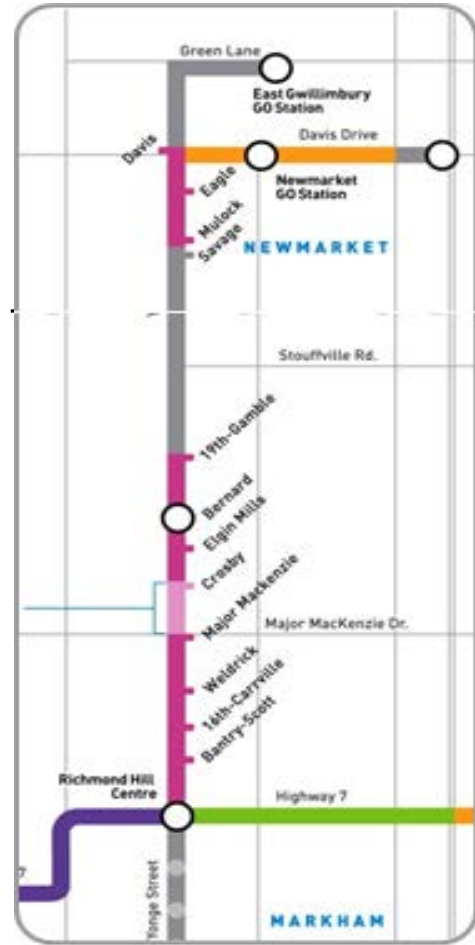 Green Lane
East Gwillimbury
GO Station
Davis Drive
Davis
Newmarket
GO Station
Eagle
Mulock
Savage
NEWMARKET
Stouffville Rd.
19th-Gamble
Bernard
Elgin Mills
Crosby
Major Mackenzie
Major MacKenzie Dr.
Weldrick
16th-Carrville
Bantry-Scott
Richmond Hill
Centre
Highway 7
7
Yonge Street
MARKHAM